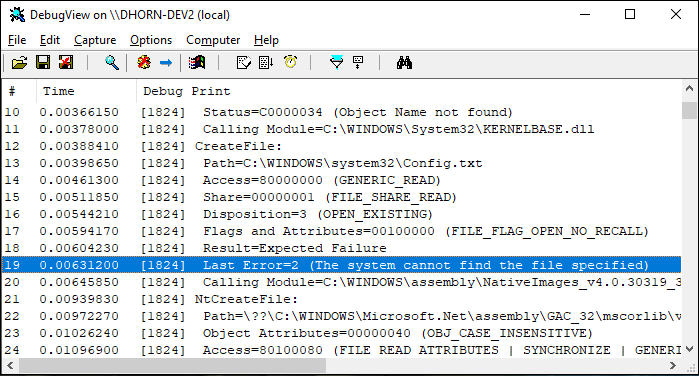 DebugView on \\DHORN-DEV2 (local)
File Edit Capture Options Computer Help
# Time Debug Print
10 0.00366150 [1824] Status=C0000034 (Object Name not found)
11 0.00378000 [1824] Calling Module=C:\WINDOWS\System32\KERNELBASE.dll
12 0.00388410 [1824] CreateFile:
13 0.00398650 [1824] Path=C:\WINDOWS\system32\Config.txt
14 0.00461300 [1824] Access=80000000 (GENERIC_READ)
15 0.00511850 [1824] Share=00000001 (FILE_SHARE_READ)
16 0.00544210 [1824] Disposition=3 (OPEN_EXISTING)
17 0.00594170 [1824] Flags and Attributes=00100000 (FILE_FLAG_OPEN_NO_RECALL)
18 0.00604230 [1824] Result=Expected Failure
19 0.00631200 [1824] Last Error=2 (The system cannot find the file specified)
20 0.00645850 [1824] Calling Module=C:\WINDOWS\assembly\NativeImages_v4.0.30319_3
21 0.00939830 [1824] NtCreateFile:
22 0.00972270 [1824] Path=\??\C:\WINDOWS\Microsoft.Net\assembly\GAC_32\mscorlib\v
23 0.01026240 [1824] Object Attributes=00000040 (OBJ_CASE_INSENSITIVE)
24 0.01096900 [1824] Access=80100080 (FILE_READ_ATTRIBUTES | SYNCHRONIZE | GENERI